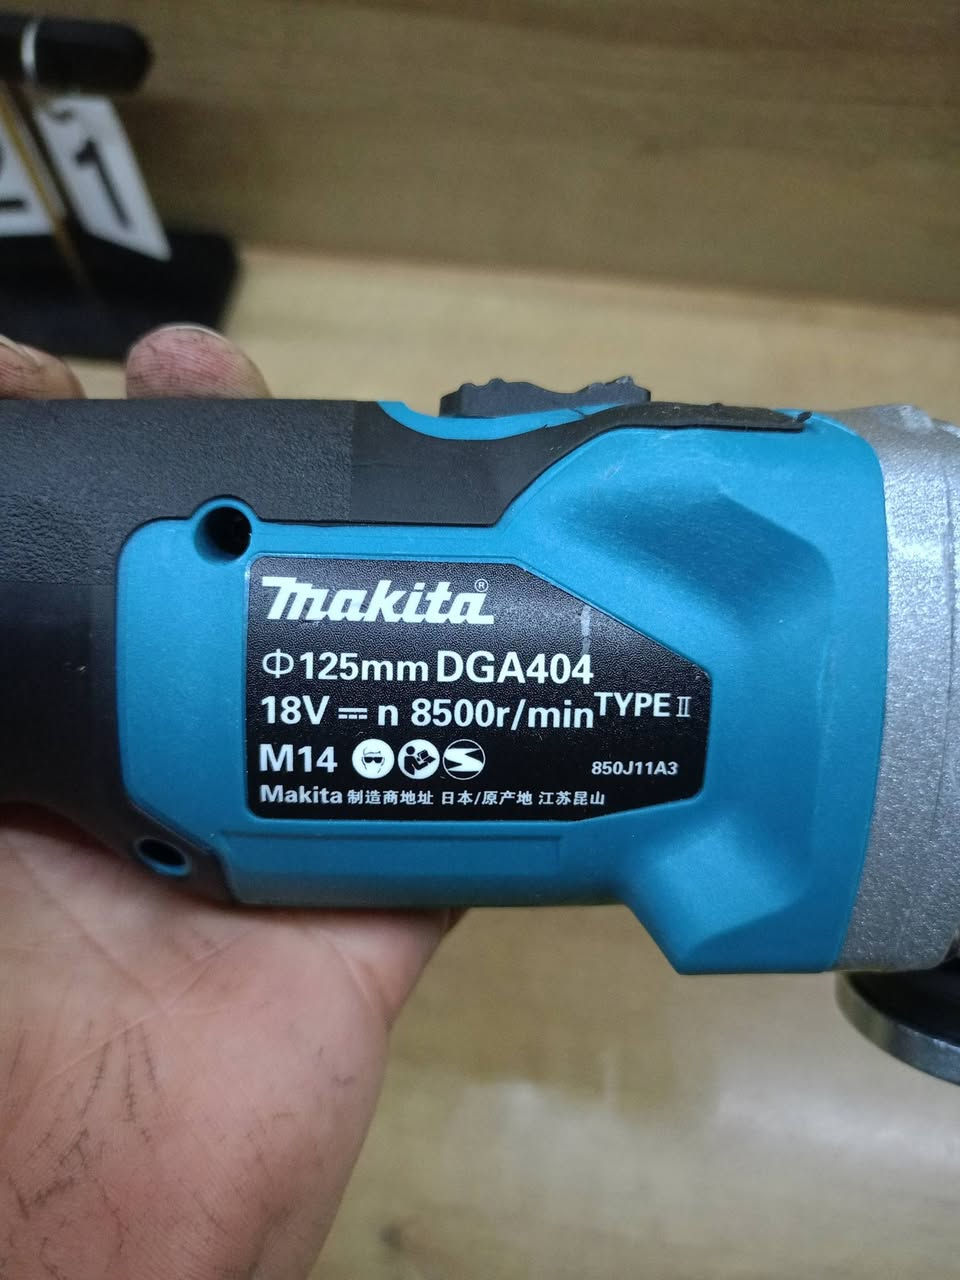 21
makita®
Φ125mm DGA404
18V ⎓ n 8500r/min TYPE II
M14
850J11A3
Makita 制造商地址 日本/原产地 江苏昆山